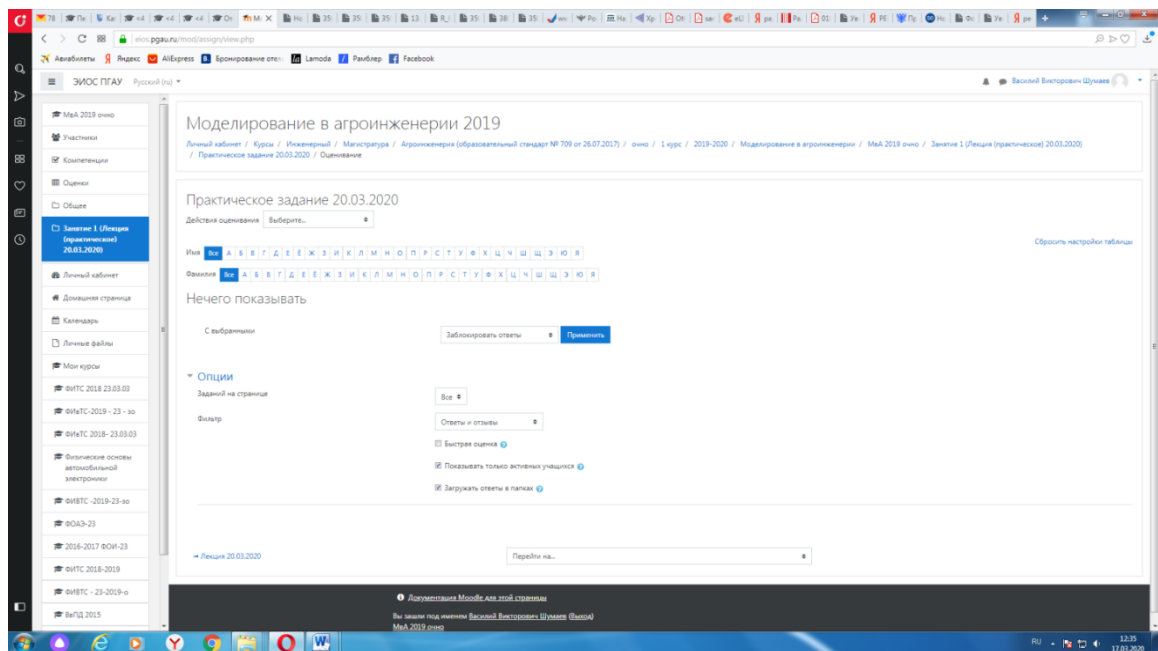 eios.pgau.ru/mod/assign/view.php
Авиабилеты Яндекс AliExpress Бронирование отел Lamoda Рамблер Facebook
ЭИОС ПГАУ Русский (ru)
Василий Викторович Шумаев
МвА 2019 очно
Участники
Компетенции
Оценки
Общее
Занятие 1 (Лекция
(практическое)
20.03.2020)
Личный кабинет
Домашняя страница
Календарь
Личные файлы
Мои курсы
ФИТС 2018 23.03.03
ФИвТС-2019 - 23 - зо
ФИвТС 2018- 23.03.03
Физические основы
автомобильной
электроники
ФИВТС -2019-23-зо
ФОАЭ-23
2016-2017 ФОИ-23
ФИТС 2018-2019
ФИВТС - 23-2019-о
ВвПД 2015
Моделирование в агроинженерии 2019
Личный кабинет / Курсы / Инженерный / Магистратура / Агроинженерия (образовательный стандарт № 709 от 26.07.2017) / очно / 1 курс / 2019-2020 / Моделирование в агроинженерии / МвА 2019 очно / Занятие 1 (Лекция (практическое) 20.03.2020)
/ Практическое задание 20.03.2020 / Оценивание
Практическое задание 20.03.2020
Действия оценивания Выберите...
Сбросить настройки таблицы
Имя Все А Б В Г Д Е Ё Ж З И К Л М Н О П Р С Т У Ф Х Ц Ч Ш Щ Э Ю Я
Фамилия Все А Б В Г Д Е Ё Ж З И К Л М Н О П Р С Т У Ф Х Ц Ч Ш Щ Э Ю Я
Нечего показывать
С выбранными Заблокировать ответы Применить
Опции
Заданий на странице Все
Фильтр Ответы и отзывы
Быстрая оценка
Показывать только активных учащихся
Загружать ответы в папках
→ Лекция 20.03.2020 Перейти на...
Документация Moodle для этой страницы
Вы зашли под именем Василий Викторович Шумаев (Выход)
МвА 2019 очно
RU 12:35
17.03.2020